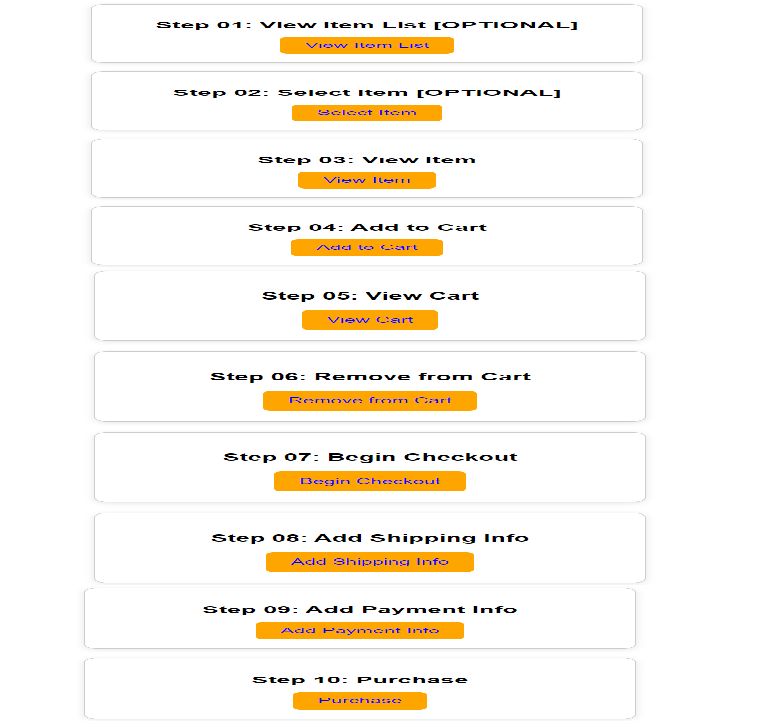 Step 01: View Item List [OPTIONAL]
View Item List
Step 02: Select Item [OPTIONAL]
Select Item
Step 03: View Item
View Item
Step 04: Add to Cart
Add to Cart
Step 05: View Cart
View Cart
Step 06: Remove from Cart
Remove from Cart
Step 07: Begin Checkout
Begin Checkout
Step 08: Add Shipping Info
Add Shipping Info
Step 09: Add Payment Info
Add Payment Info
Step 10: Purchase
Purchase